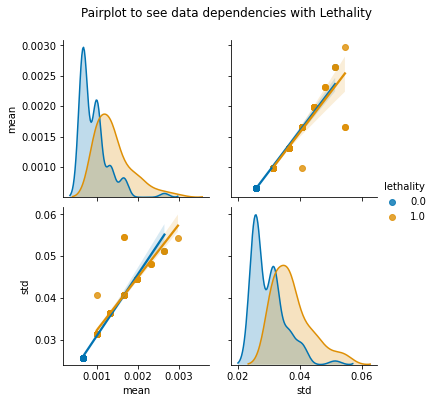 Pairplot to see data dependencies with Lethality
0.0030
0.0025
0.0020
0.0015
0.0010
mean
lethality
0.0
1.0
0.06
0.05
0.04
0.03
std
0.001 0.002 0.003
mean
0.02 0.04 0.06
std